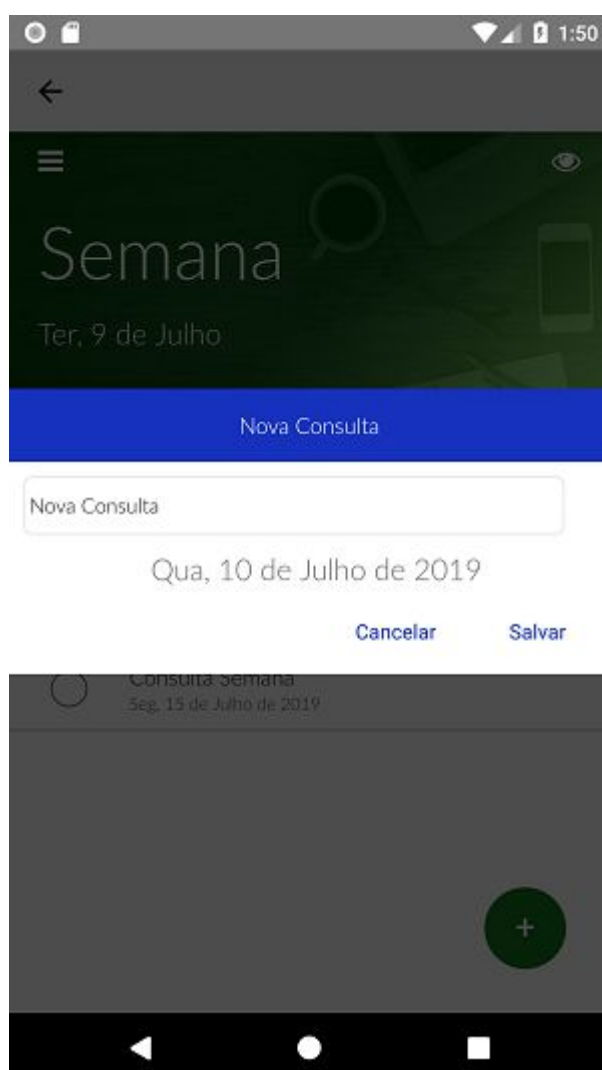 1:50
Semana
Ter, 9 de Julho
Nova Consulta
Nova Consulta
Qua, 10 de Julho de 2019
Cancelar Salvar
Consulta Semana
Seg, 15 de Julho de 2019
+